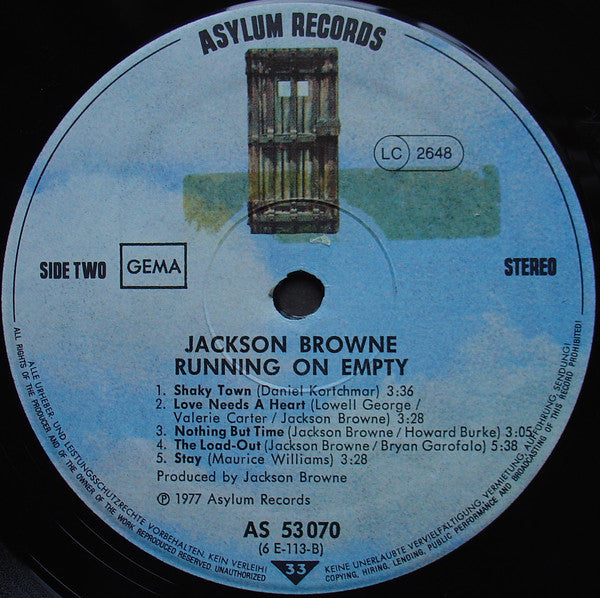 ASYLUM RECORDS
LC 2648
SIDE TWO GEMA STEREO
JACKSON BROWNE
RUNNING ON EMPTY
1. Shaky Town (Daniel Kortchmar) 3:36
2. Love Needs A Heart (Lowell George /
Valerie Carter / Jackson Browne) 3:28
3. Nothing But Time (Jackson Browne / Howard Burke) 3:05
4. The Load-Out (Jackson Browne / Bryan Garofalo) 5:38
5. Stay (Maurice Williams) 3:28
Produced by Jackson Browne
℗ 1977 Asylum Records
AS 53 070
(6 E-113-B)
33
ALLE URHEBER- UND LEISTUNGSSCHUTZRECHTE VORBEHALTEN. KEIN VERLEIH!
KEINE UNERLAUBTE VERVIELFÄLTIGUNG, VERMIETUNG, AUFFÜHRUNG, SENDUNG!
ALL RIGHTS OF THE PRODUCER AND OF THE OWNER OF THE WORK REPRODUCED RESERVED. UNAUTHORIZED
COPYING, HIRING, LENDING, PUBLIC PERFORMANCE AND BROADCASTING OF THIS RECORD PROHIBITED!